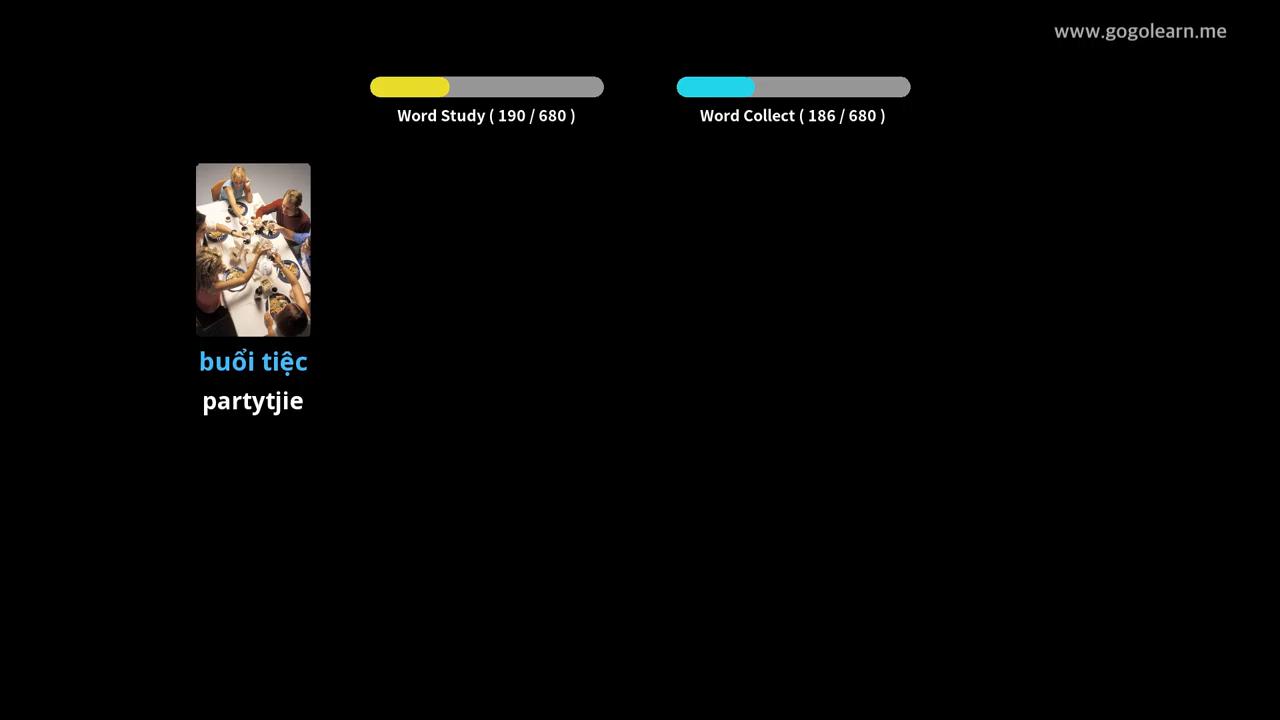 www.gogolearn.me
Word Study ( 190 / 680 )
Word Collect ( 186 / 680 )
buổi tiệc
partytjie